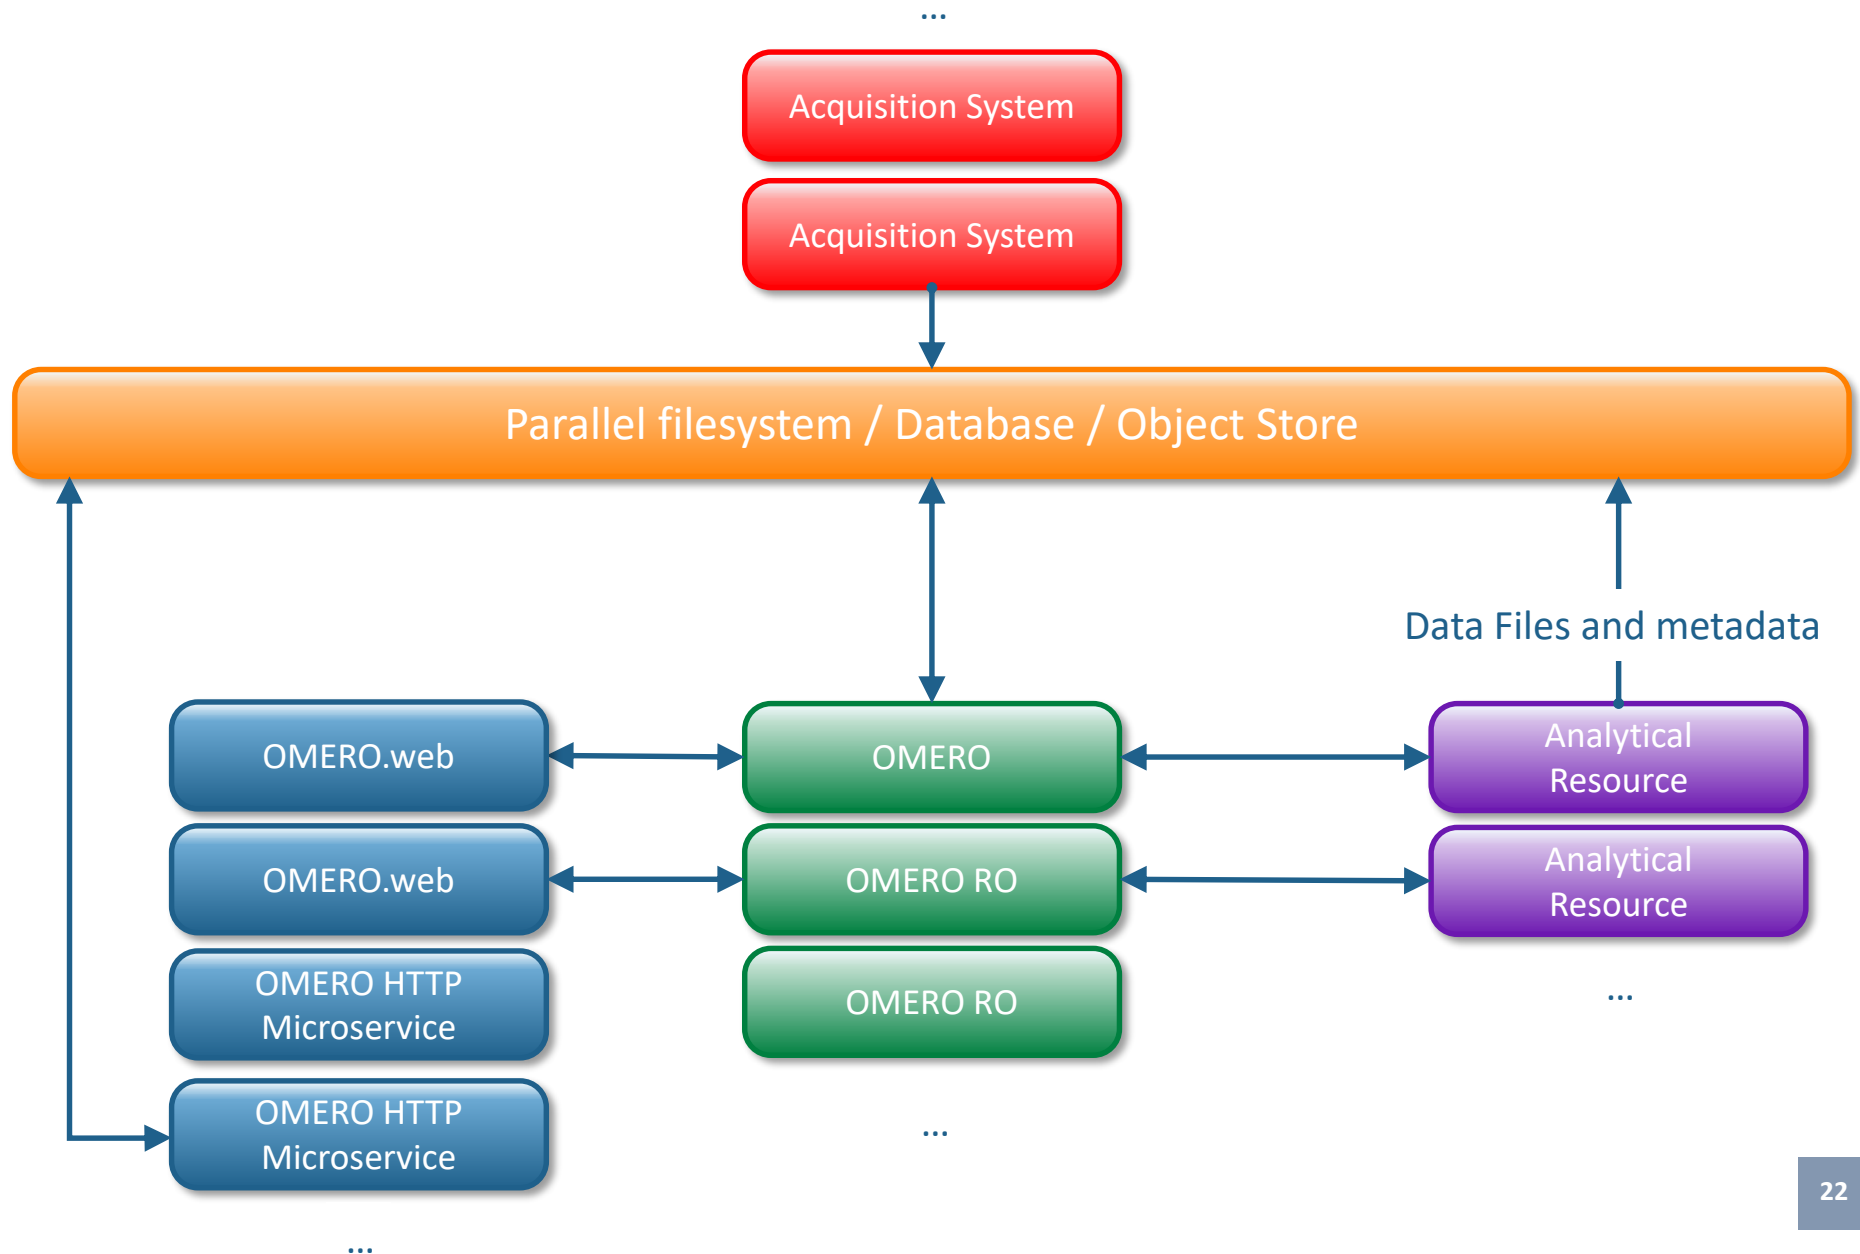 ...
Acquisition System
Acquisition System
Parallel filesystem / Database / Object Store
Data Files and metadata
OMERO.web
OMERO
Analytical
Resource
OMERO.web
OMERO RO
Analytical
Resource
OMERO HTTP
Microservice
OMERO RO
...
OMERO HTTP
Microservice
...
22
...